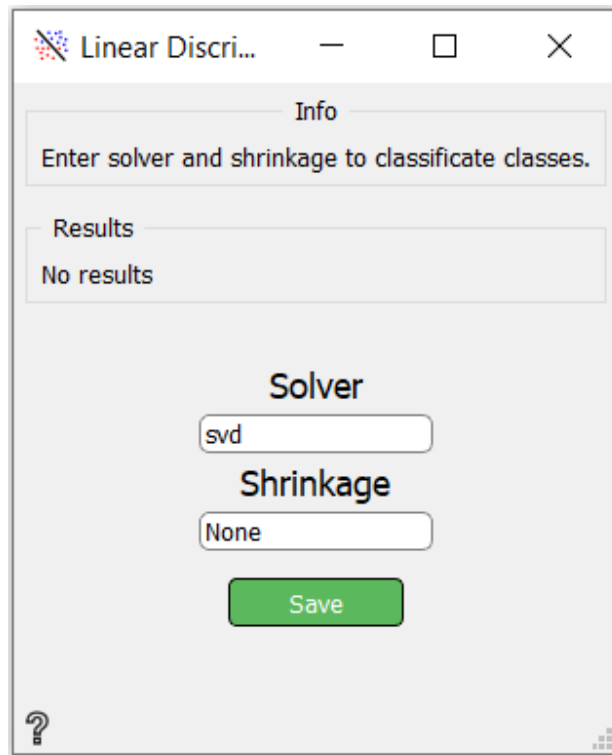 Linear Discri...
Info
Enter solver and shrinkage to classificate classes.
Results
No results
Solver
svd
Shrinkage
None
Save
?